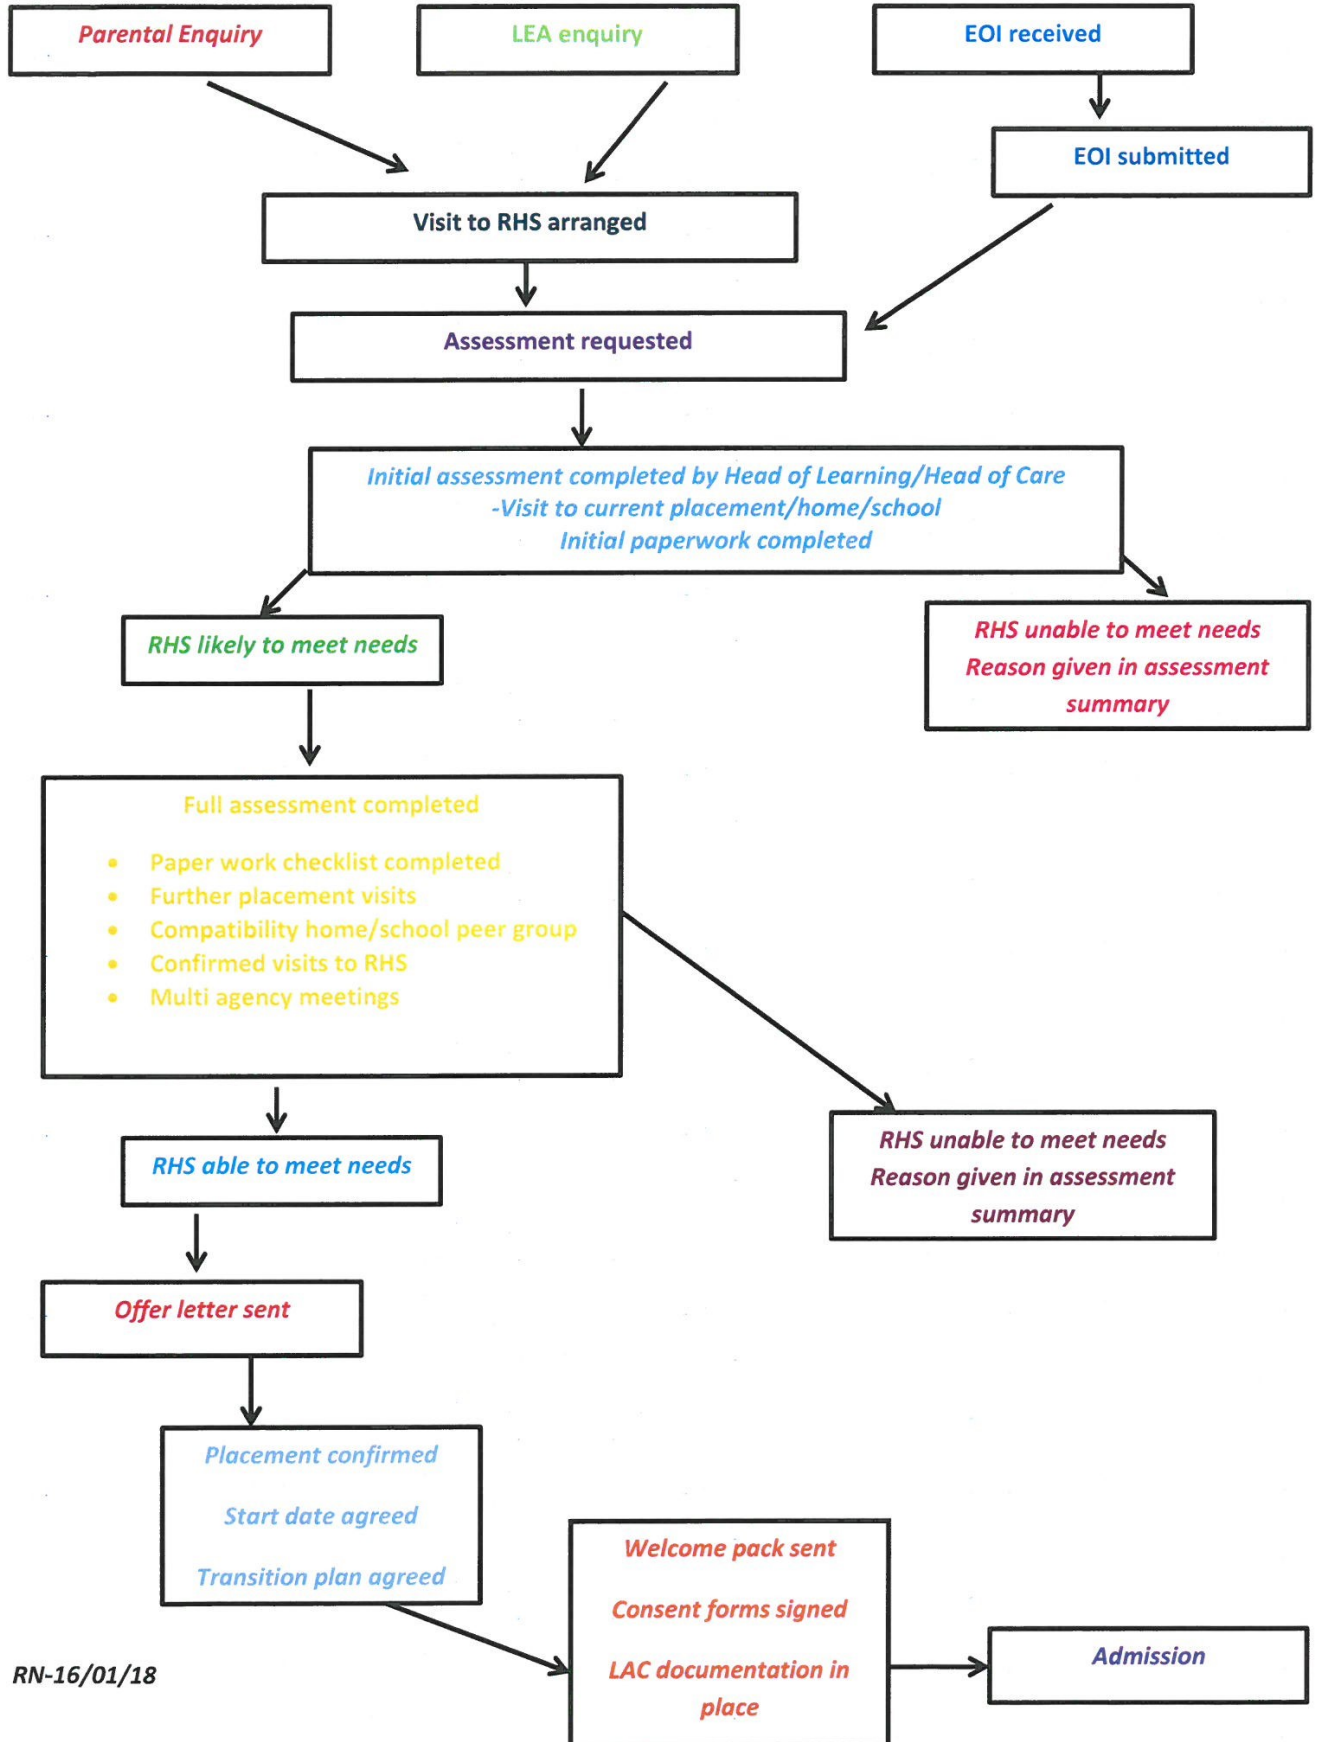 Parental Enquiry
LEA enquiry
EOI received
EOI submitted
Visit to RHS arranged
Assessment requested
Initial assessment completed by Head of Learning/Head of Care
-Visit to current placement/home/school
Initial paperwork completed
RHS likely to meet needs
RHS unable to meet needs
Reason given in assessment
summary
Full assessment completed
• Paper work checklist completed
• Further placement visits
• Compatibility home/school peer group
• Confirmed visits to RHS
• Multi agency meetings
RHS unable to meet needs
Reason given in assessment
summary
RHS able to meet needs
Offer letter sent
Placement confirmed
Start date agreed
Transition plan agreed
Welcome pack sent
Consent forms signed
LAC documentation in
place
Admission
RN-16/01/18